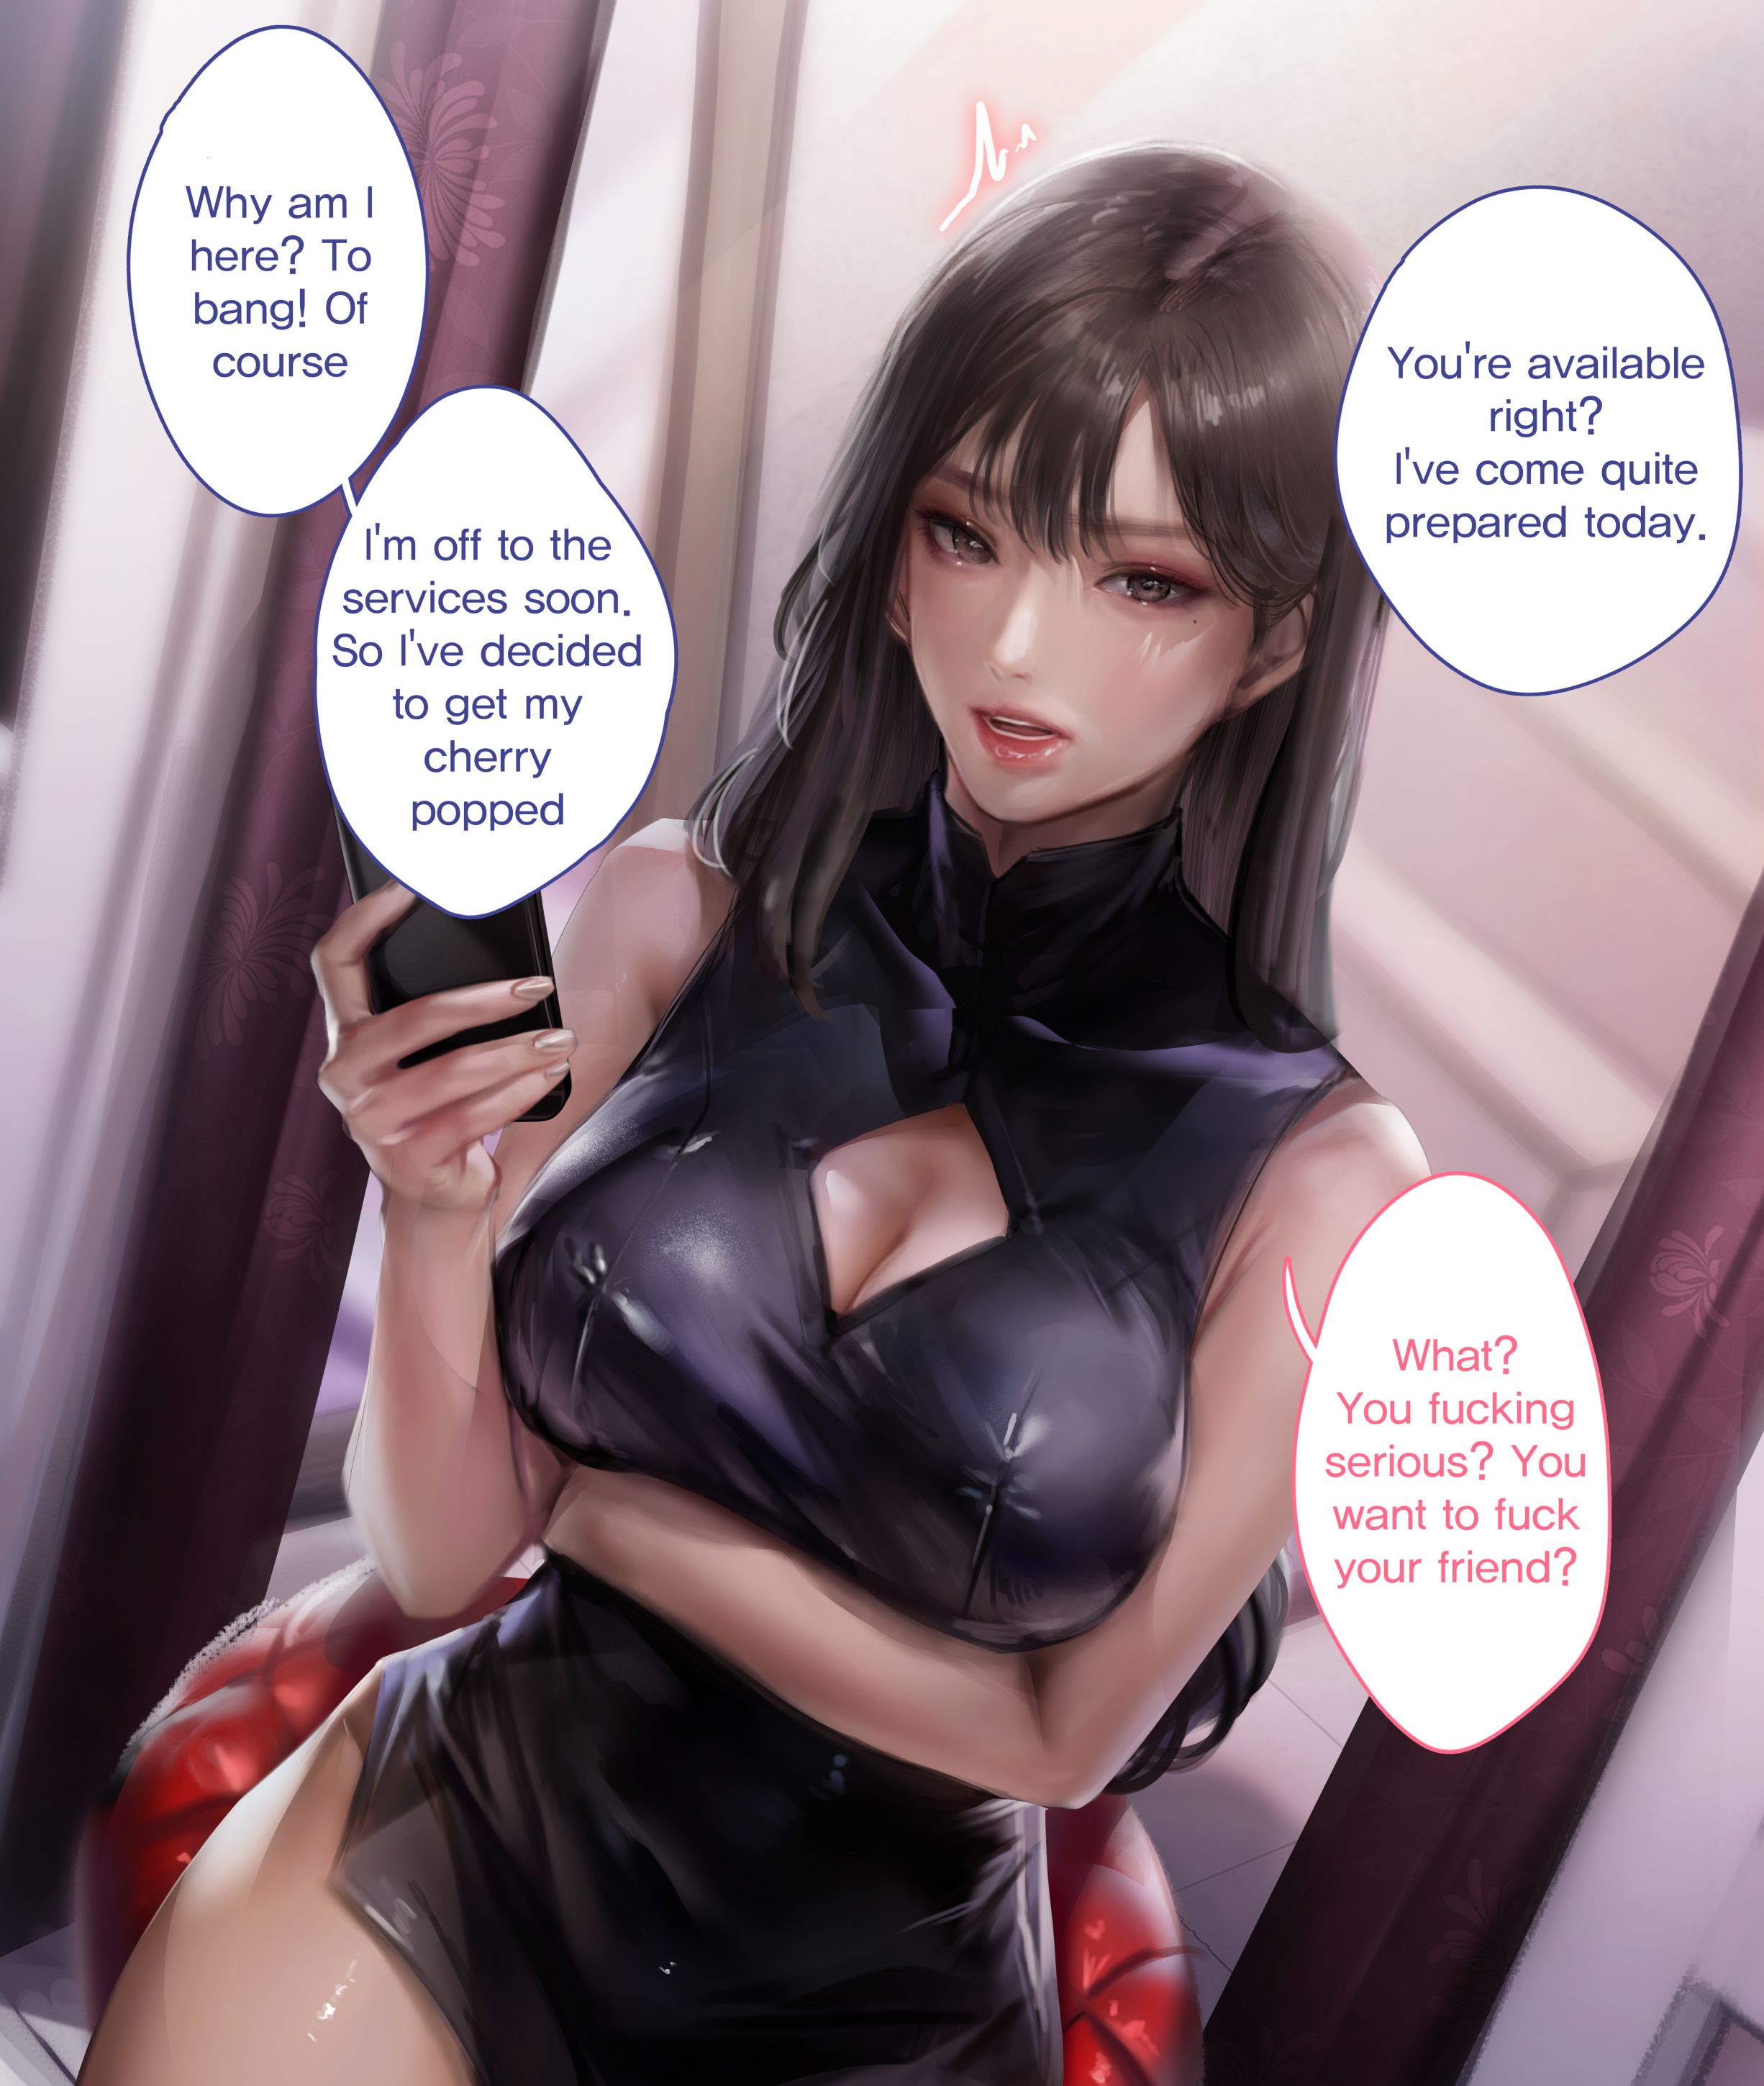 Why am I
here? To
bang! Of
course
I'm off to the
services soon.
So I've decided
to get my
cherry
popped
You're available
right?
I've come quite
prepared today.
What?
You fucking
serious? You
want to fuck
your friend?